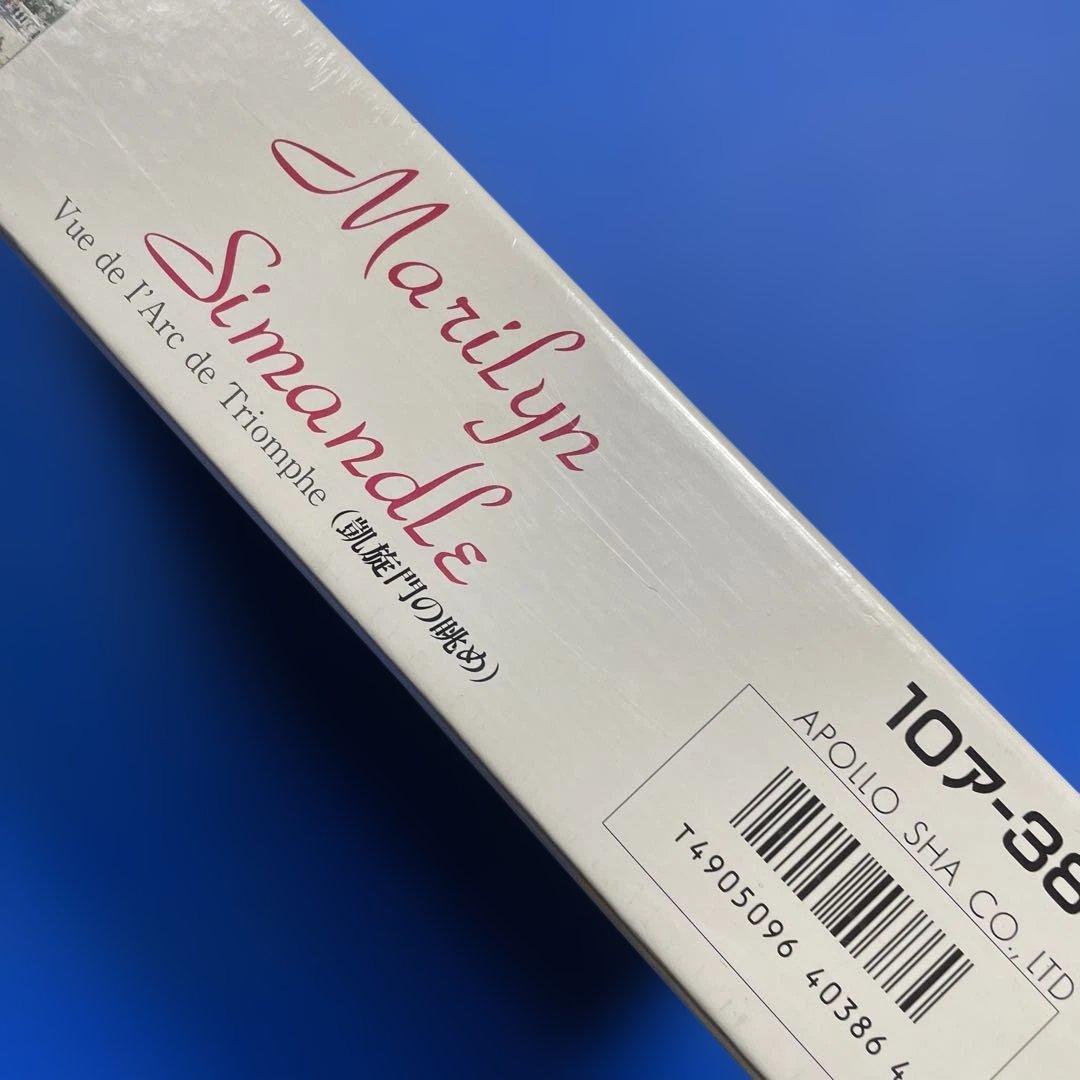 Marilyn
Simandle
Vue de I'Arc de Triomphe (凱旋門の眺め)
10ア-38
APOLLO SHA CO., LTD
T4905096 40386 4